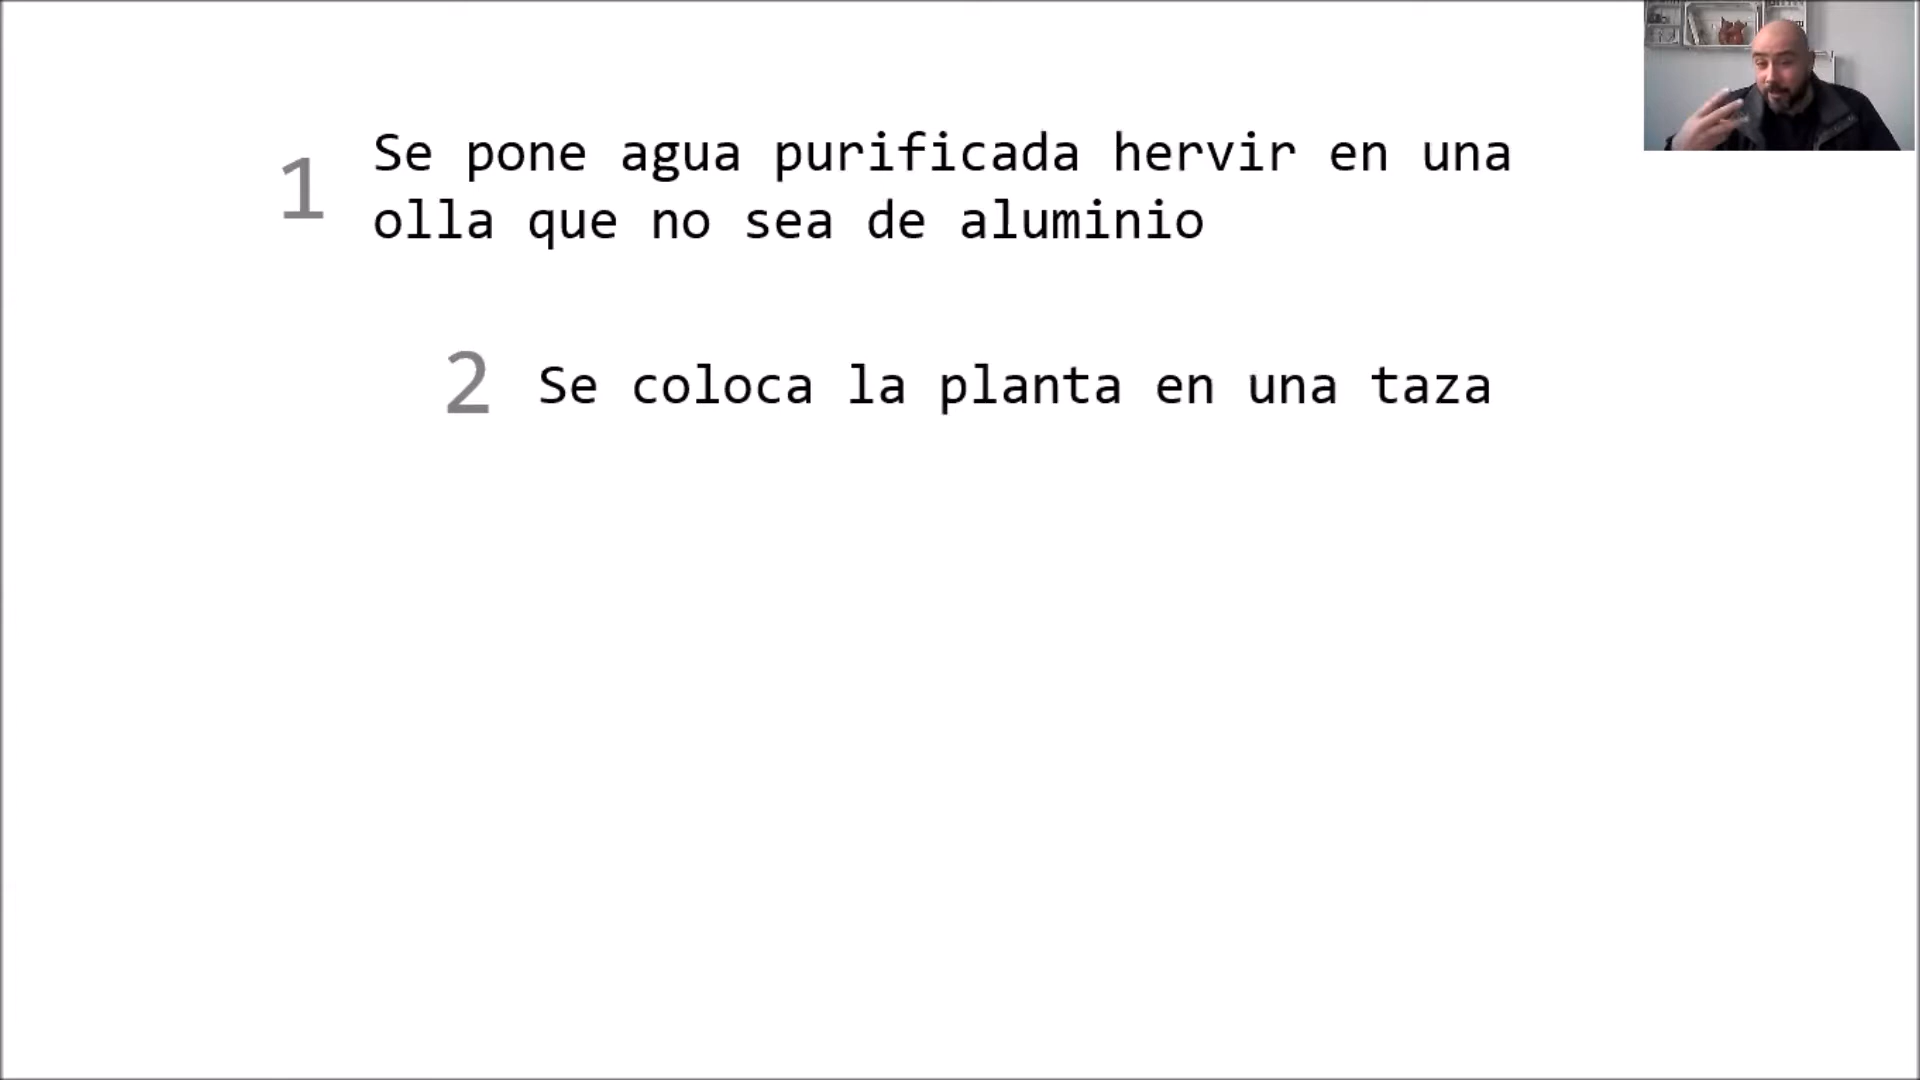 1 Se pone agua purificada hervir en una
olla que no sea de aluminio
2 Se coloca la planta en una taza